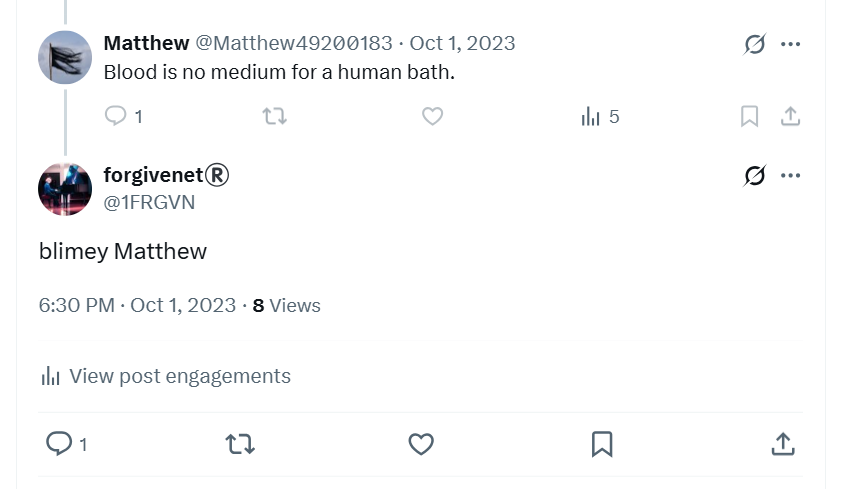 Matthew @Matthew49200183 · Oct 1, 2023
Blood is no medium for a human bath.
1 5
forgivenet®
@1FRGVN
blimey Matthew
6:30 PM · Oct 1, 2023 · 8 Views
View post engagements
1